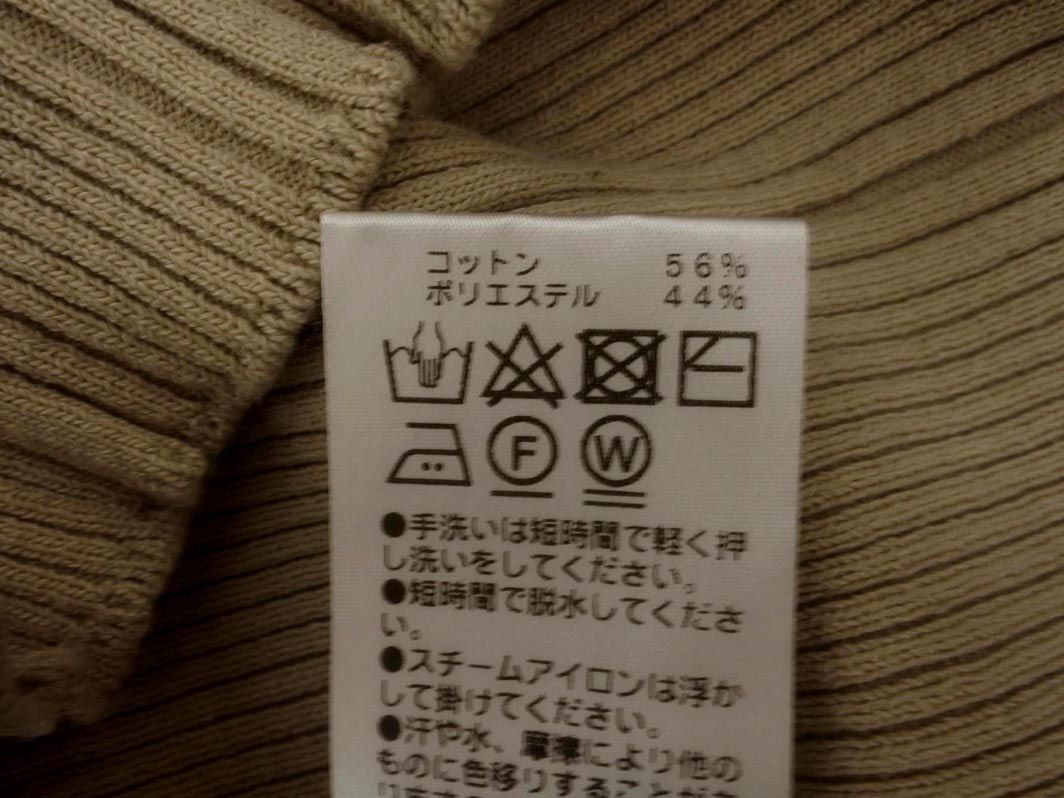 コットン 56%
ポリエステル 44%
F W
●手洗いは短時間で軽く押
し洗いをしてください。
●短時間で脱水してくださ
い。
●スチームアイロンは浮か
して掛けてください。
●汗や水、摩擦により他の
ものに色移りすることがあ